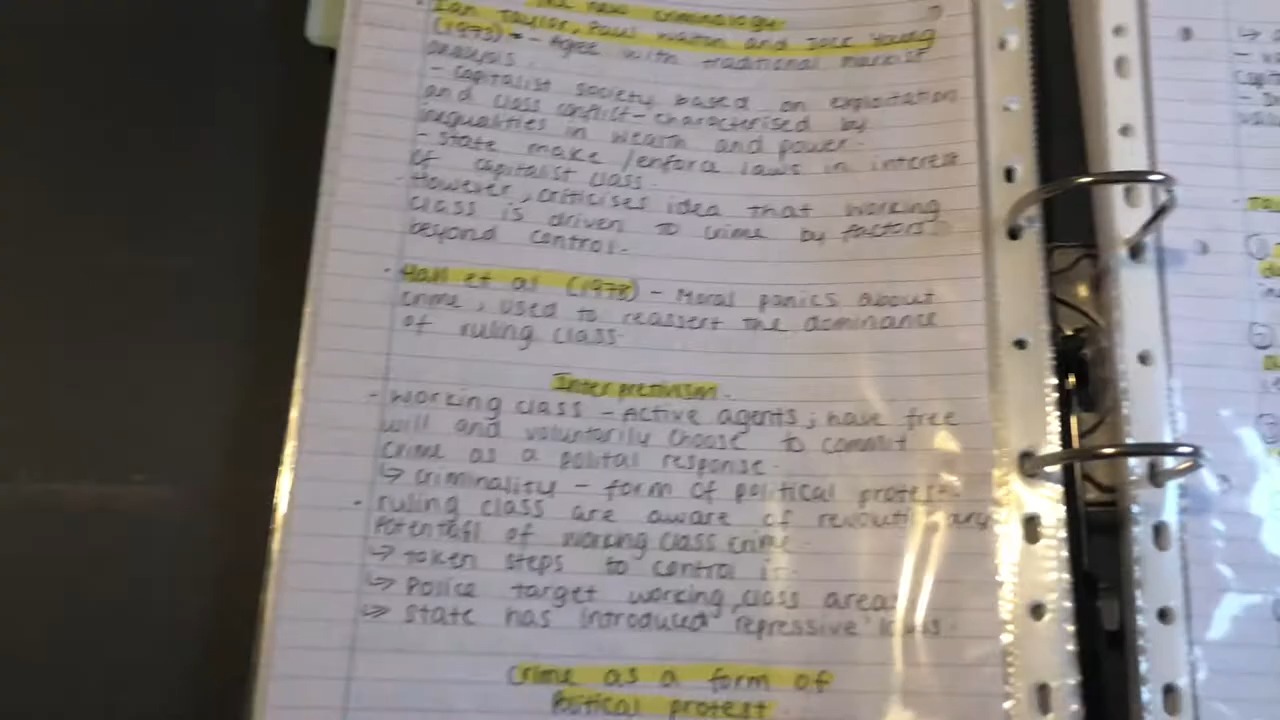 The new criminology
· Ian Taylor, Paul Walton and Jock Young
(1973) - Agree with traditional marxist
analysis.
- Capitalist society based on exploitation
and class conflict - characterised by
inequalities in wealth and power.
- State make /enforce laws in interest
of capitalist class.
However, criticises idea that working
class is driven to crime by factors
beyond control.
· Hall et al (1978) - Moral panics about
crime, used to reassert the dominance
of ruling class.
Interpretivism.
- working class - Active agents; have free
will and voluntarily choose to commit
crime as a polital response.
↳ criminality - form of political protest.
· ruling class are aware of revolutionary
potential of working class crime.
↳ Taken steps to control it.
↳ Police target working class areas
↳ State has introduced repressive laws.
Crime as a form of
Political protest.